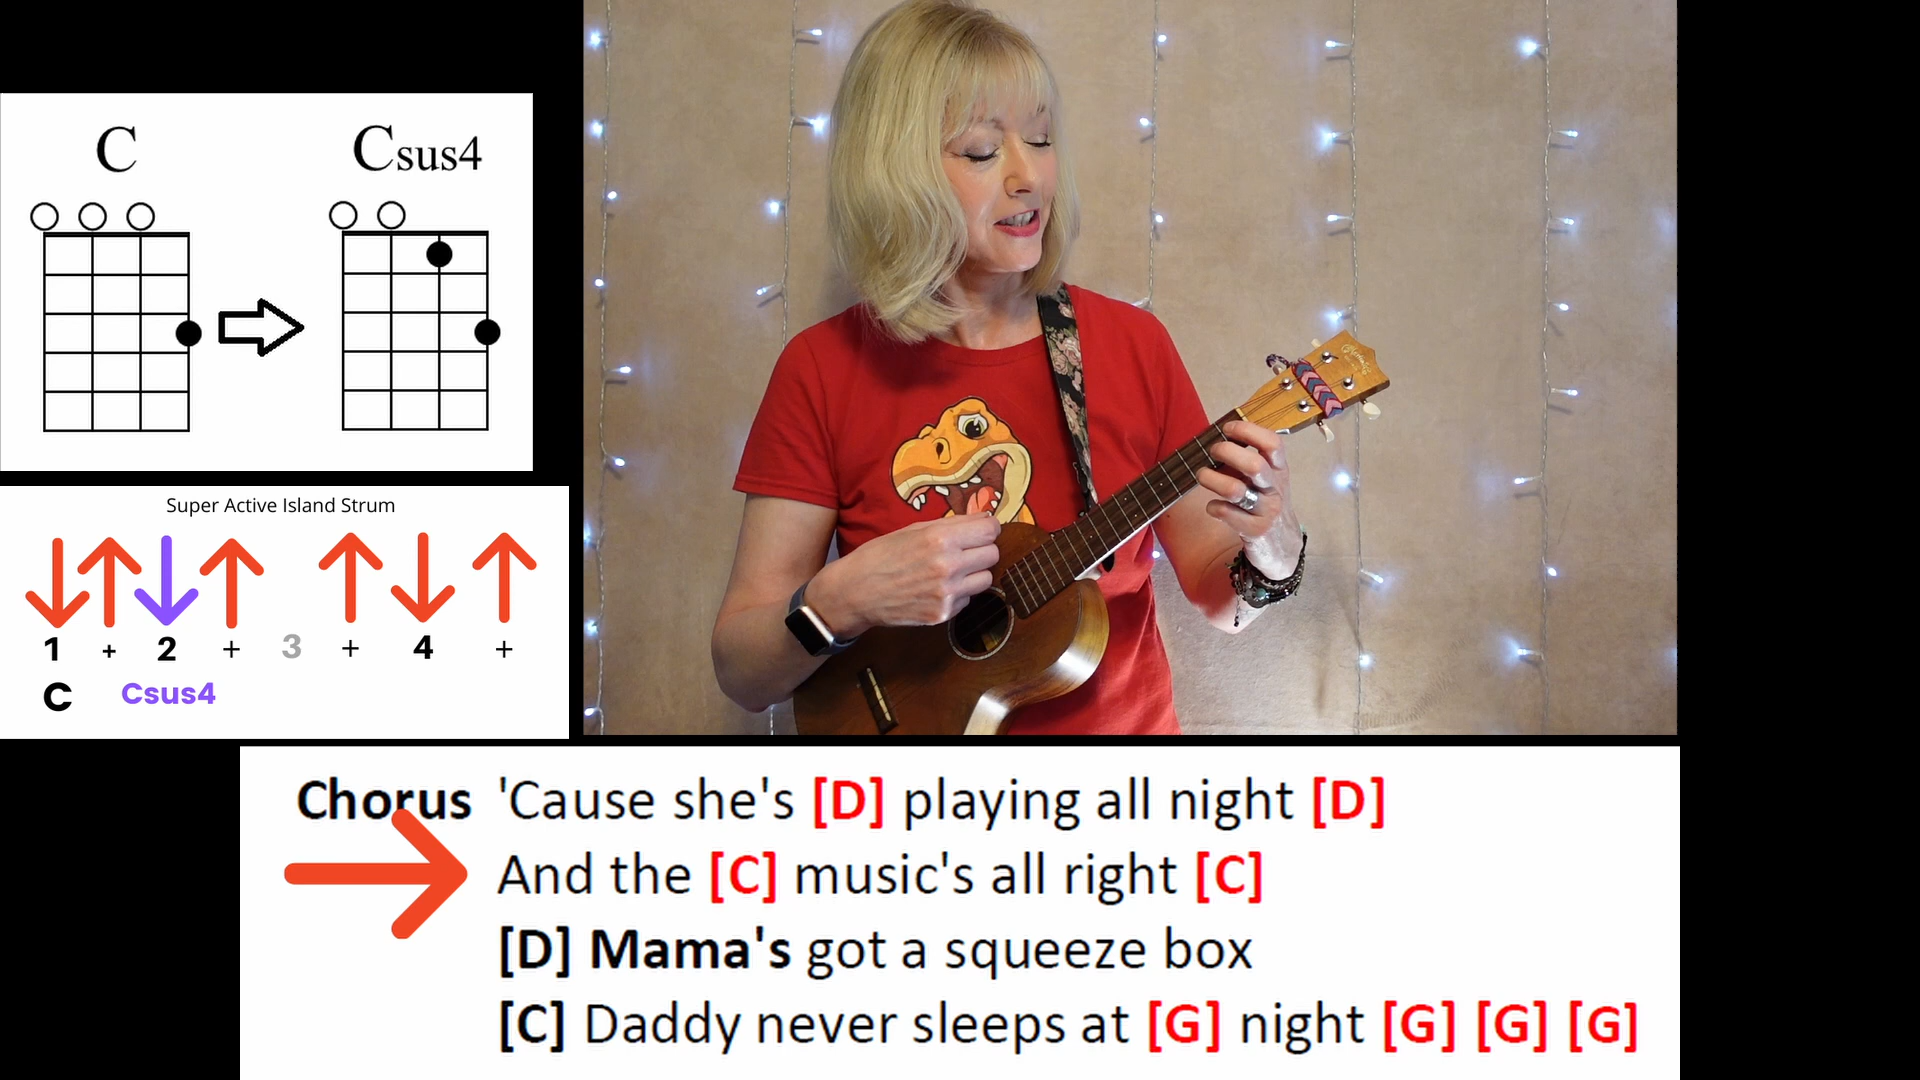 C
Csus4
Super Active Island Strum
1 + 2 + 3 + 4 +
C Csus4
Chorus 'Cause she's [D] playing all night [D]
And the [C] music's all right [C]
[D] Mama's got a squeeze box
[C] Daddy never sleeps at [G] night [G] [G] [G]